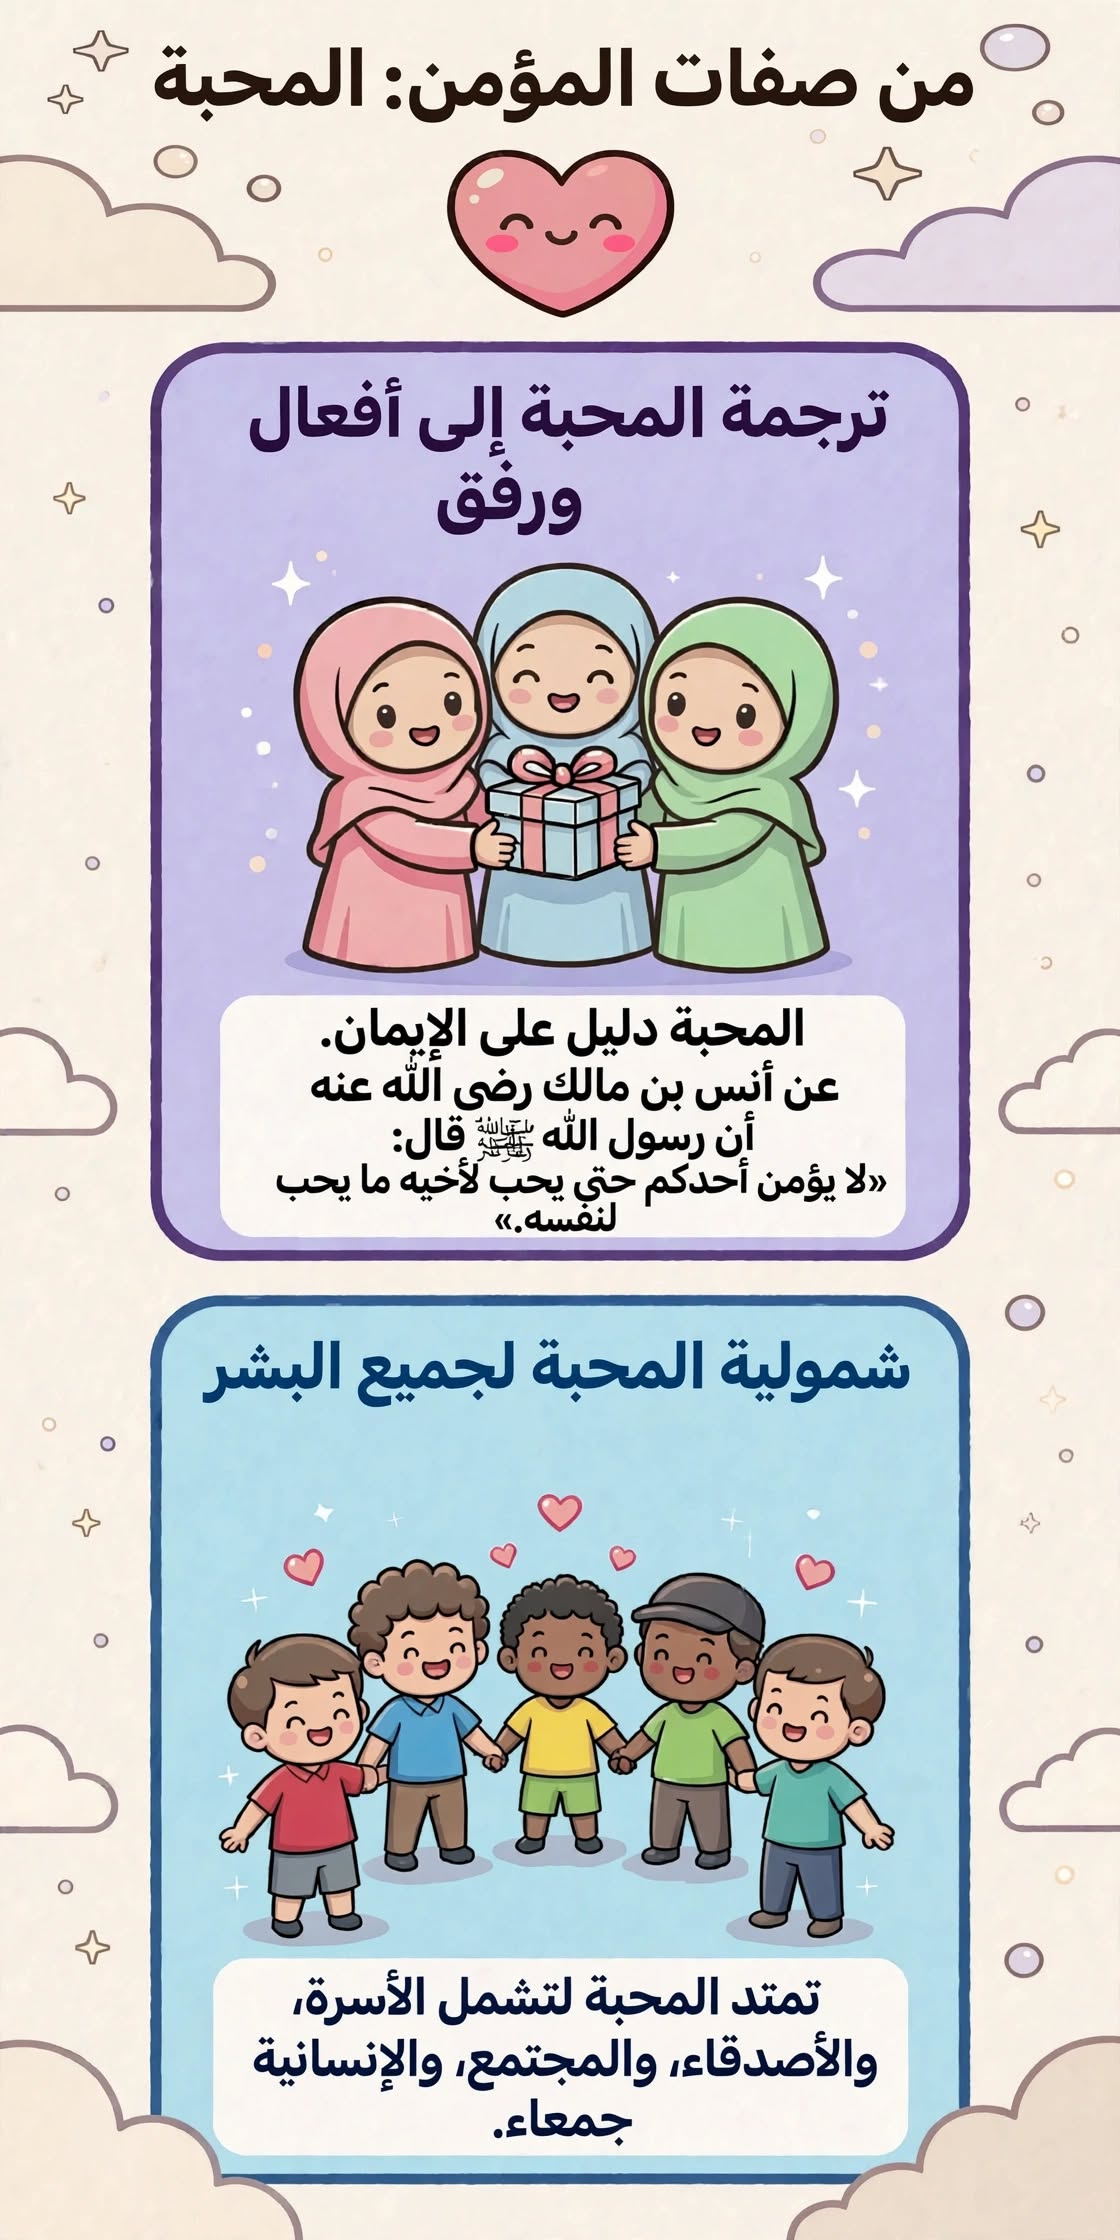 من صفات المؤمن: المحبة
ترجمة المحبة إلى أفعال
ورفق
المحبة دليل على الإيمان.
عن أنس بن مالك رضى الله عنه
أن رسول الله ﷺ قال:
«لا يؤمن أحدكم حتى يحب لأخيه ما يحب
لنفسه.»
شمولية المحبة لجميع البشر
تمتد المحبة لتشمل الأسرة،
والأصدقاء، والمجتمع، والإنسانية
جمعاء.